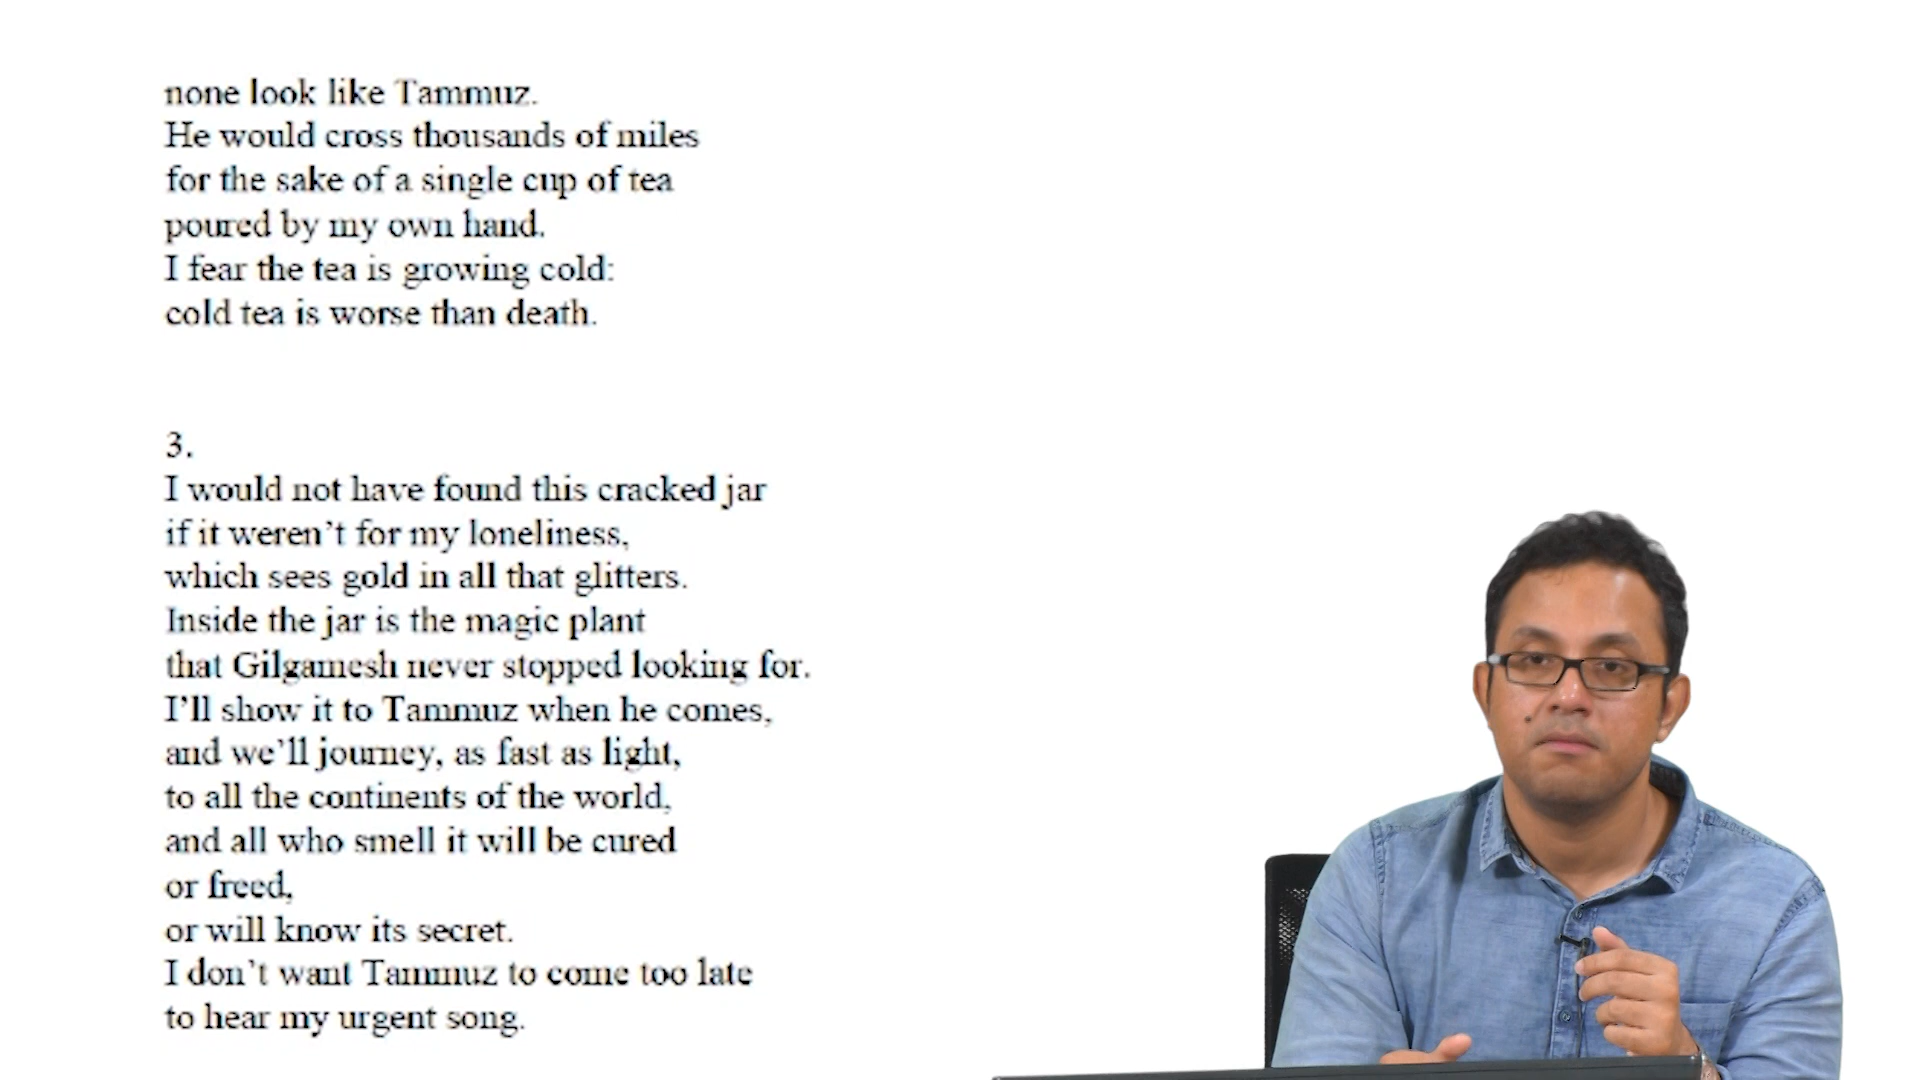 none look like Tammuz.
He would cross thousands of miles
for the sake of a single cup of tea
poured by my own hand.
I fear the tea is growing cold:
cold tea is worse than death.
3.
I would not have found this cracked jar
if it weren't for my loneliness,
which sees gold in all that glitters.
Inside the jar is the magic plant
that Gilgamesh never stopped looking for.
I'll show it to Tammuz when he comes,
and we'll journey, as fast as light,
to all the continents of the world,
and all who smell it will be cured
or freed,
or will know its secret.
I don't want Tammuz to come too late
to hear my urgent song.